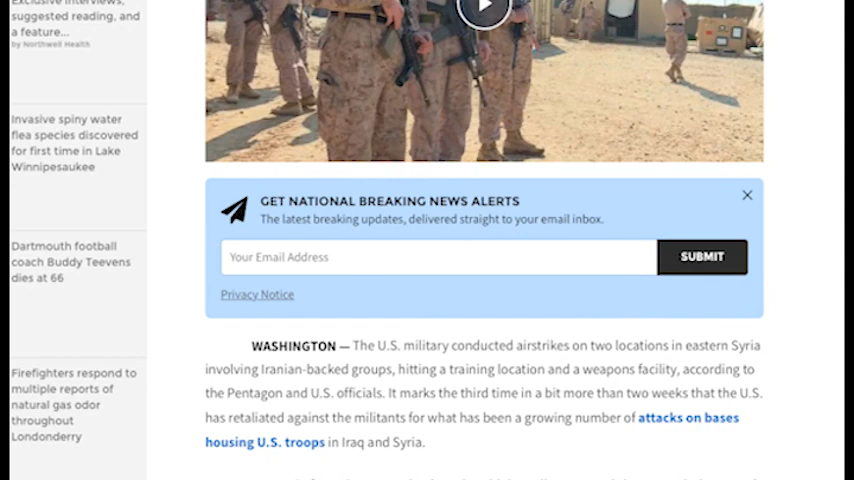 Exclusive interviews,
suggested reading, and
a feature...
by Northwell Health
Invasive spiny water
flea species discovered
for first time in Lake
Winnipesaukee
Dartmouth football
coach Buddy Teevens
dies at 66
Firefighters respond to
multiple reports of
natural gas odor
throughout
Londonderry
GET NATIONAL BREAKING NEWS ALERTS
The latest breaking updates, delivered straight to your email inbox.
Your Email Address
SUBMIT
Privacy Notice
WASHINGTON — The U.S. military conducted airstrikes on two locations in eastern Syria
involving Iranian-backed groups, hitting a training location and a weapons facility, according to
the Pentagon and U.S. officials. It marks the third time in a bit more than two weeks that the U.S.
has retaliated against the militants for what has been a growing number of attacks on bases
housing U.S. troops in Iraq and Syria.